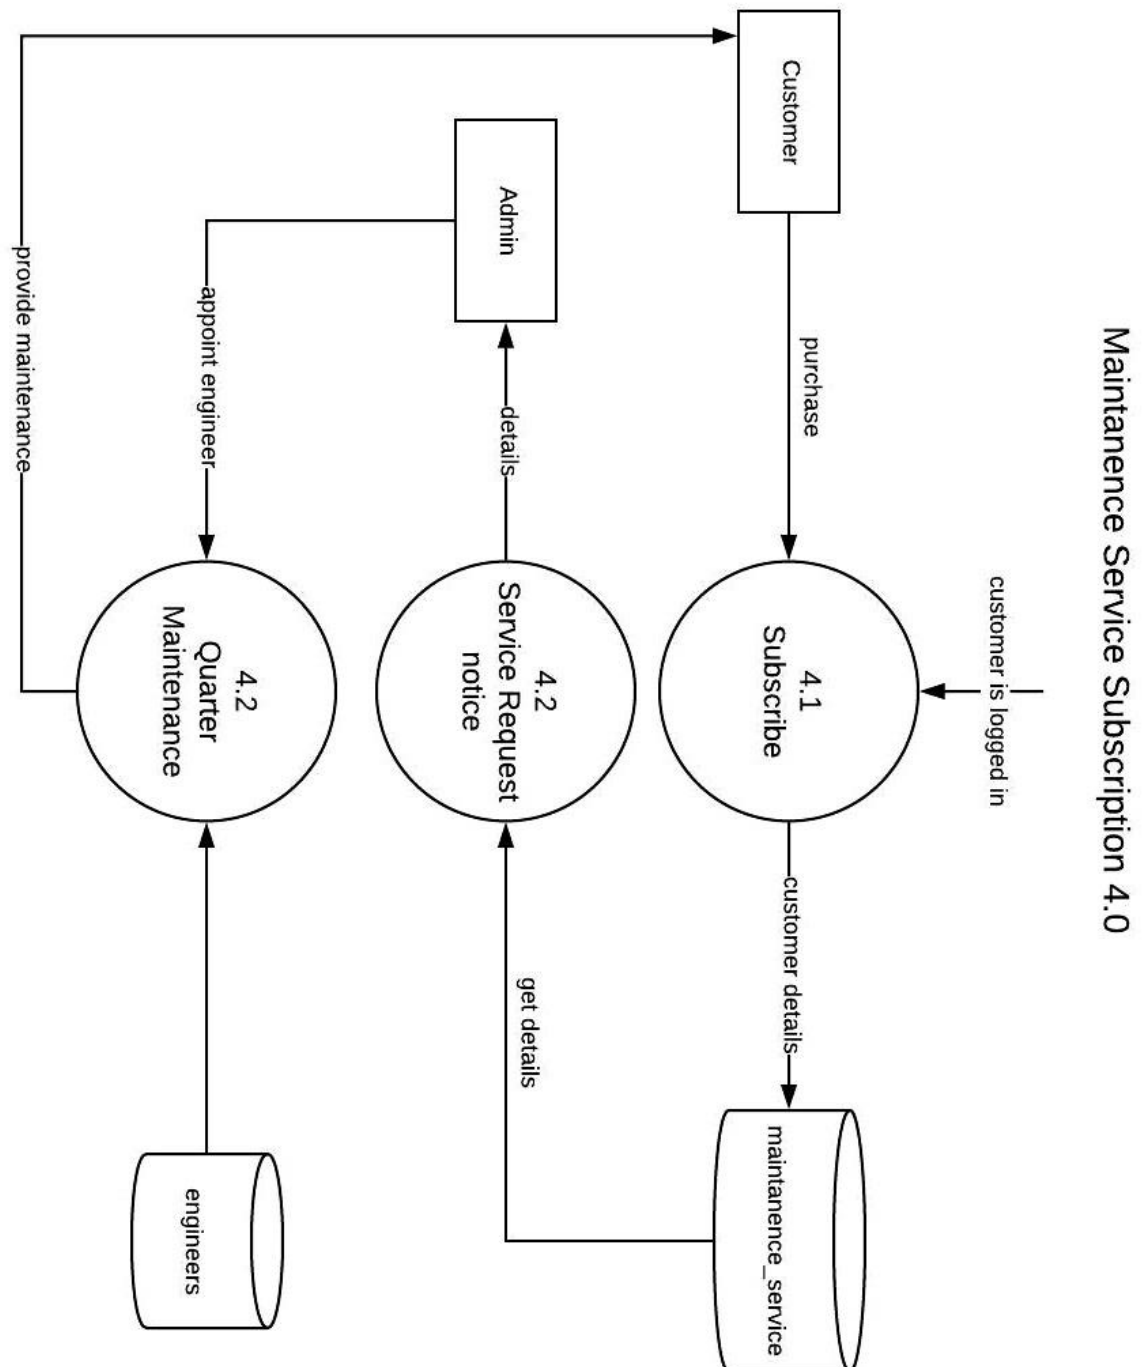 Maintanence Service Subscription 4.0
customer is logged in
Customer
purchase
4.1
Subscribe
customer details
maintanence_service
Admin
details
4.2
Service Request
notice
get details
appoint engineer
4.2
Quarter
Maintenance
engineers
provide maintenance